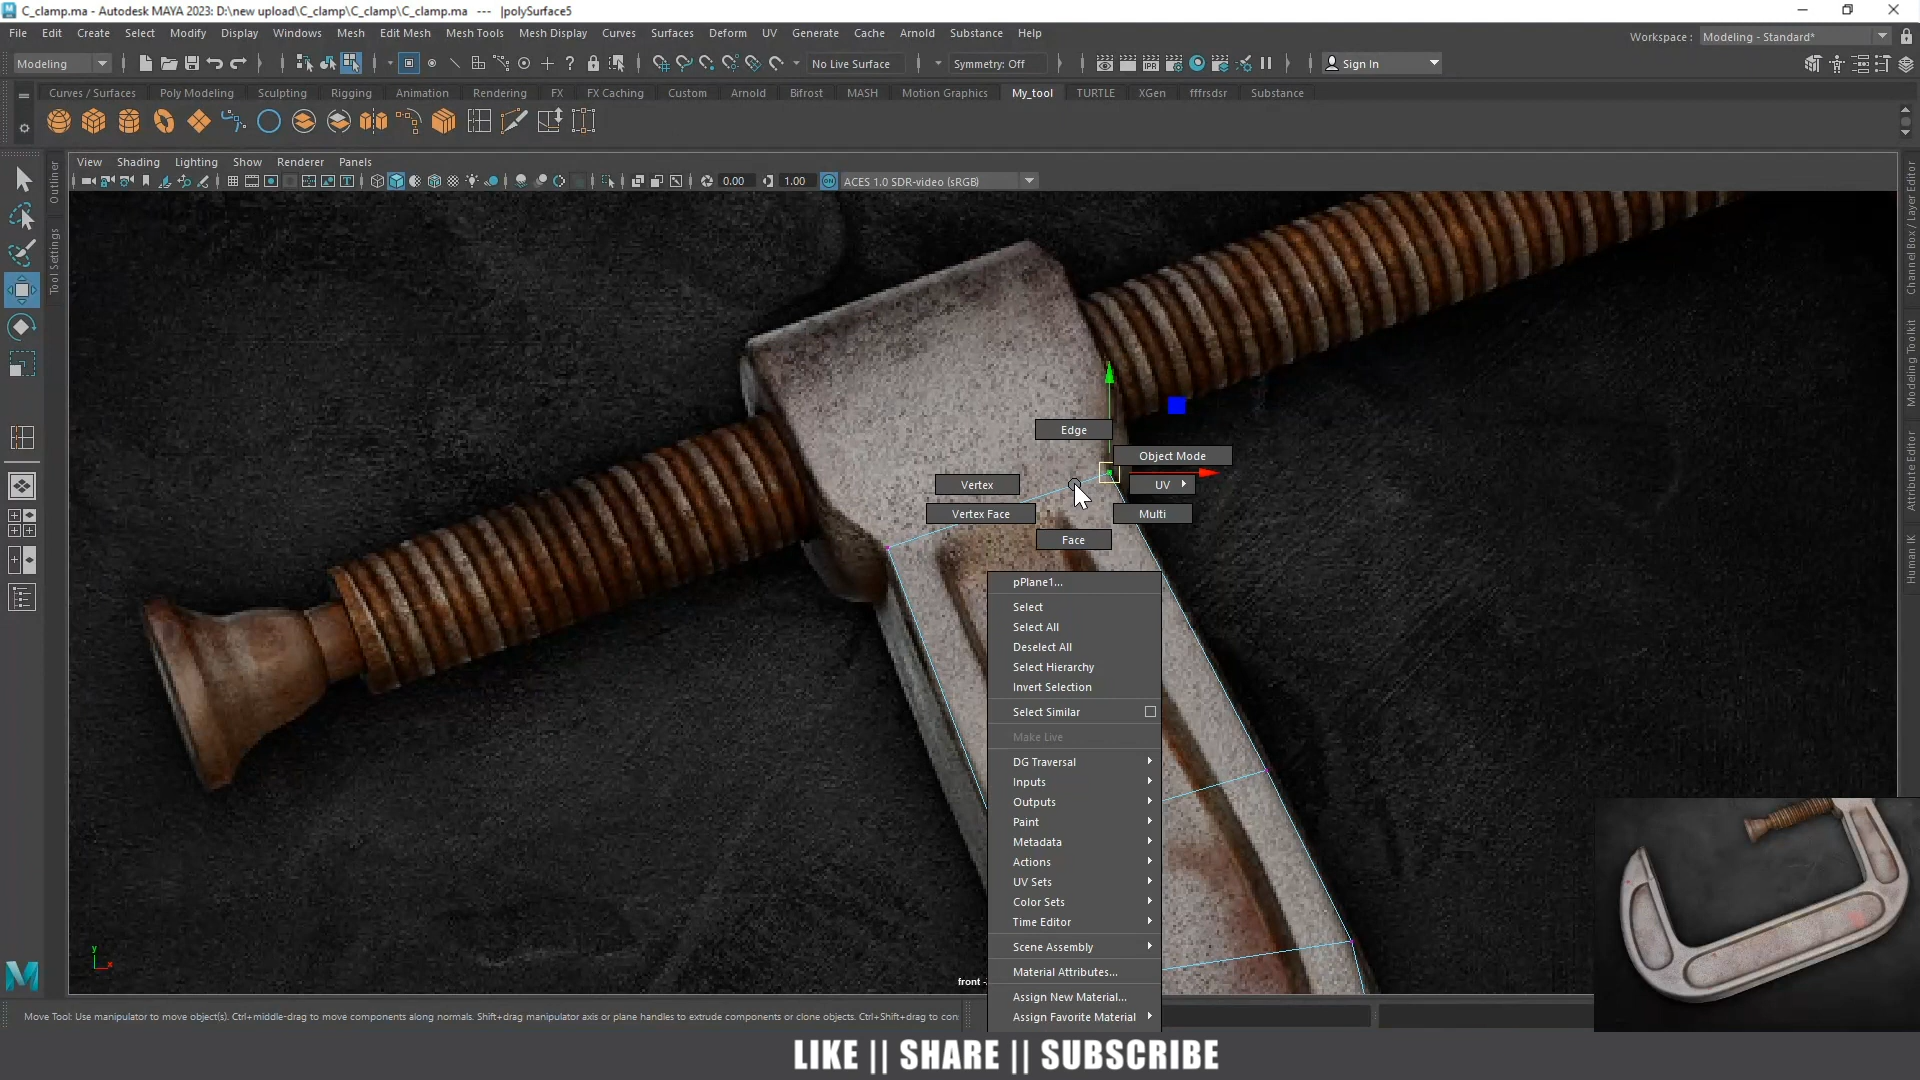 C_clamp.ma - Autodesk MAYA 2023: D:\new upload\C_clamp\C_clamp\C_clamp.ma --- |polySurface5
File Edit Create Select Modify Display Windows Mesh Edit Mesh Mesh Tools Mesh Display Curves Surfaces Deform UV Generate Cache Arnold Substance Help
Workspace : Modeling - Standard*
Modeling No Live Surface Symmetry: Off Sign In
Curves / Surfaces Poly Modeling Sculpting Rigging Animation Rendering FX FX Caching Custom Arnold Bifrost MASH Motion Graphics My_tool TURTLE XGen fffrsdsr Substance
View Shading Lighting Show Renderer Panels
0.00 1.00 ON ACES 1.0 SDR-video (sRGB)
Outliner
Tool Settings
Channel Box / Layer Editor
Modeling Toolkit
Attribute Editor
Human IK
Edge
Object Mode
Vertex
UV
Vertex Face
Multi
Face
pPlane1...
Select
Select All
Deselect All
Select Hierarchy
Invert Selection
Select Similar
Make Live
DG Traversal
Inputs
Outputs
Paint
Metadata
Actions
UV Sets
Color Sets
Time Editor
Scene Assembly
Material Attributes...
Assign New Material...
Assign Favorite Material
y
x
front -
Move Tool: Use manipulator to move object(s). Ctrl+middle-drag to move components along normals. Shift+drag manipulator axis or plane handles to extrude components or clone objects. Ctrl+Shift+drag to con
LIKE || SHARE || SUBSCRIBE